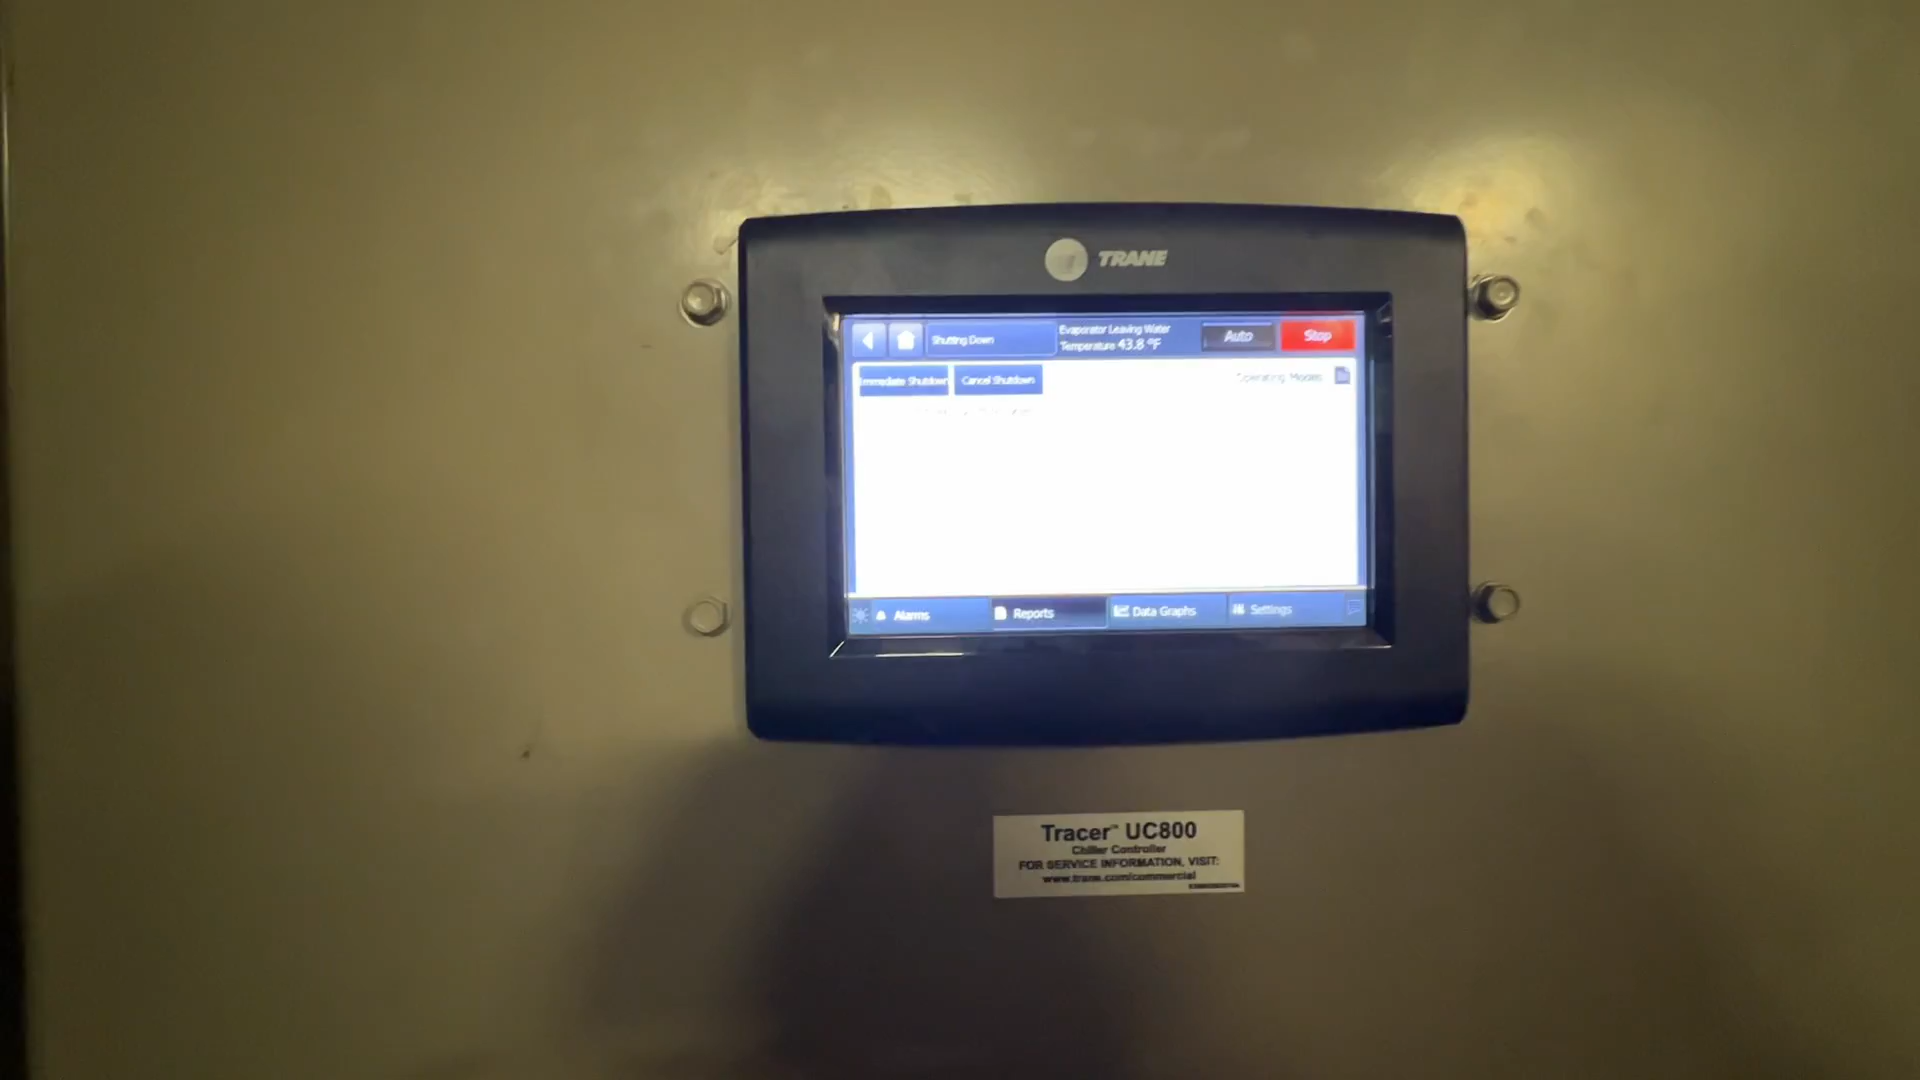 TRANE
Shutting Down
Evaporator Leaving Water
Temperature 43.8 °F
Auto
Stop
Immediate Shutdown
Cancel Shutdown
Operating Modes
Alarms
Reports
Data Graphs
Settings
Tracer™ UC800
Chiller Controller
FOR SERVICE INFORMATION, VISIT:
www.trane.com/commercial